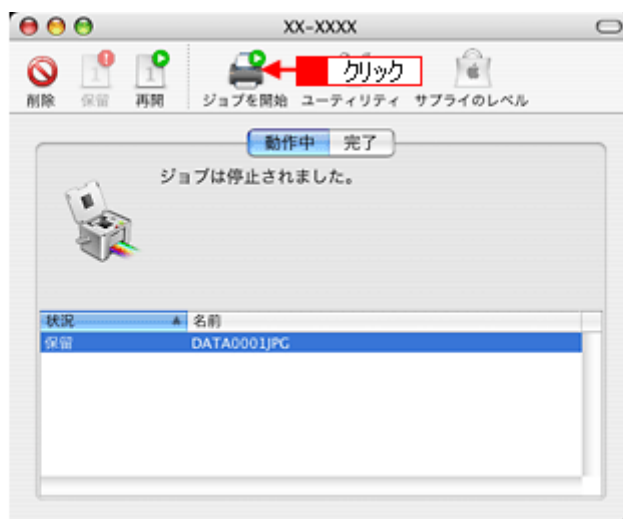 XX-XXXX
クリック
削除 保留 再開 ジョブを開始 ユーティリティ サプライのレベル
動作中 完了
ジョブは停止されました。
状況 名前
保留 DATA0001JPG